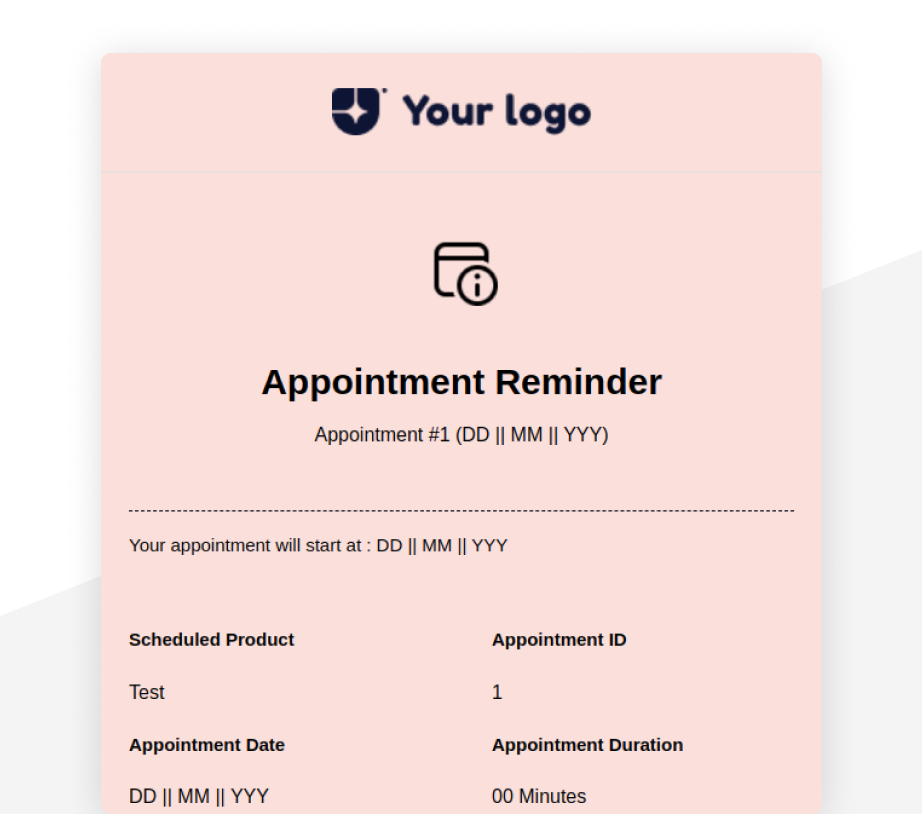 Your logo
Appointment Reminder
Appointment #1 (DD || MM || YYY)
Your appointment will start at : DD || MM || YYY
Scheduled Product
Appointment ID
Test
1
Appointment Date
Appointment Duration
DD || MM || YYY
00 Minutes